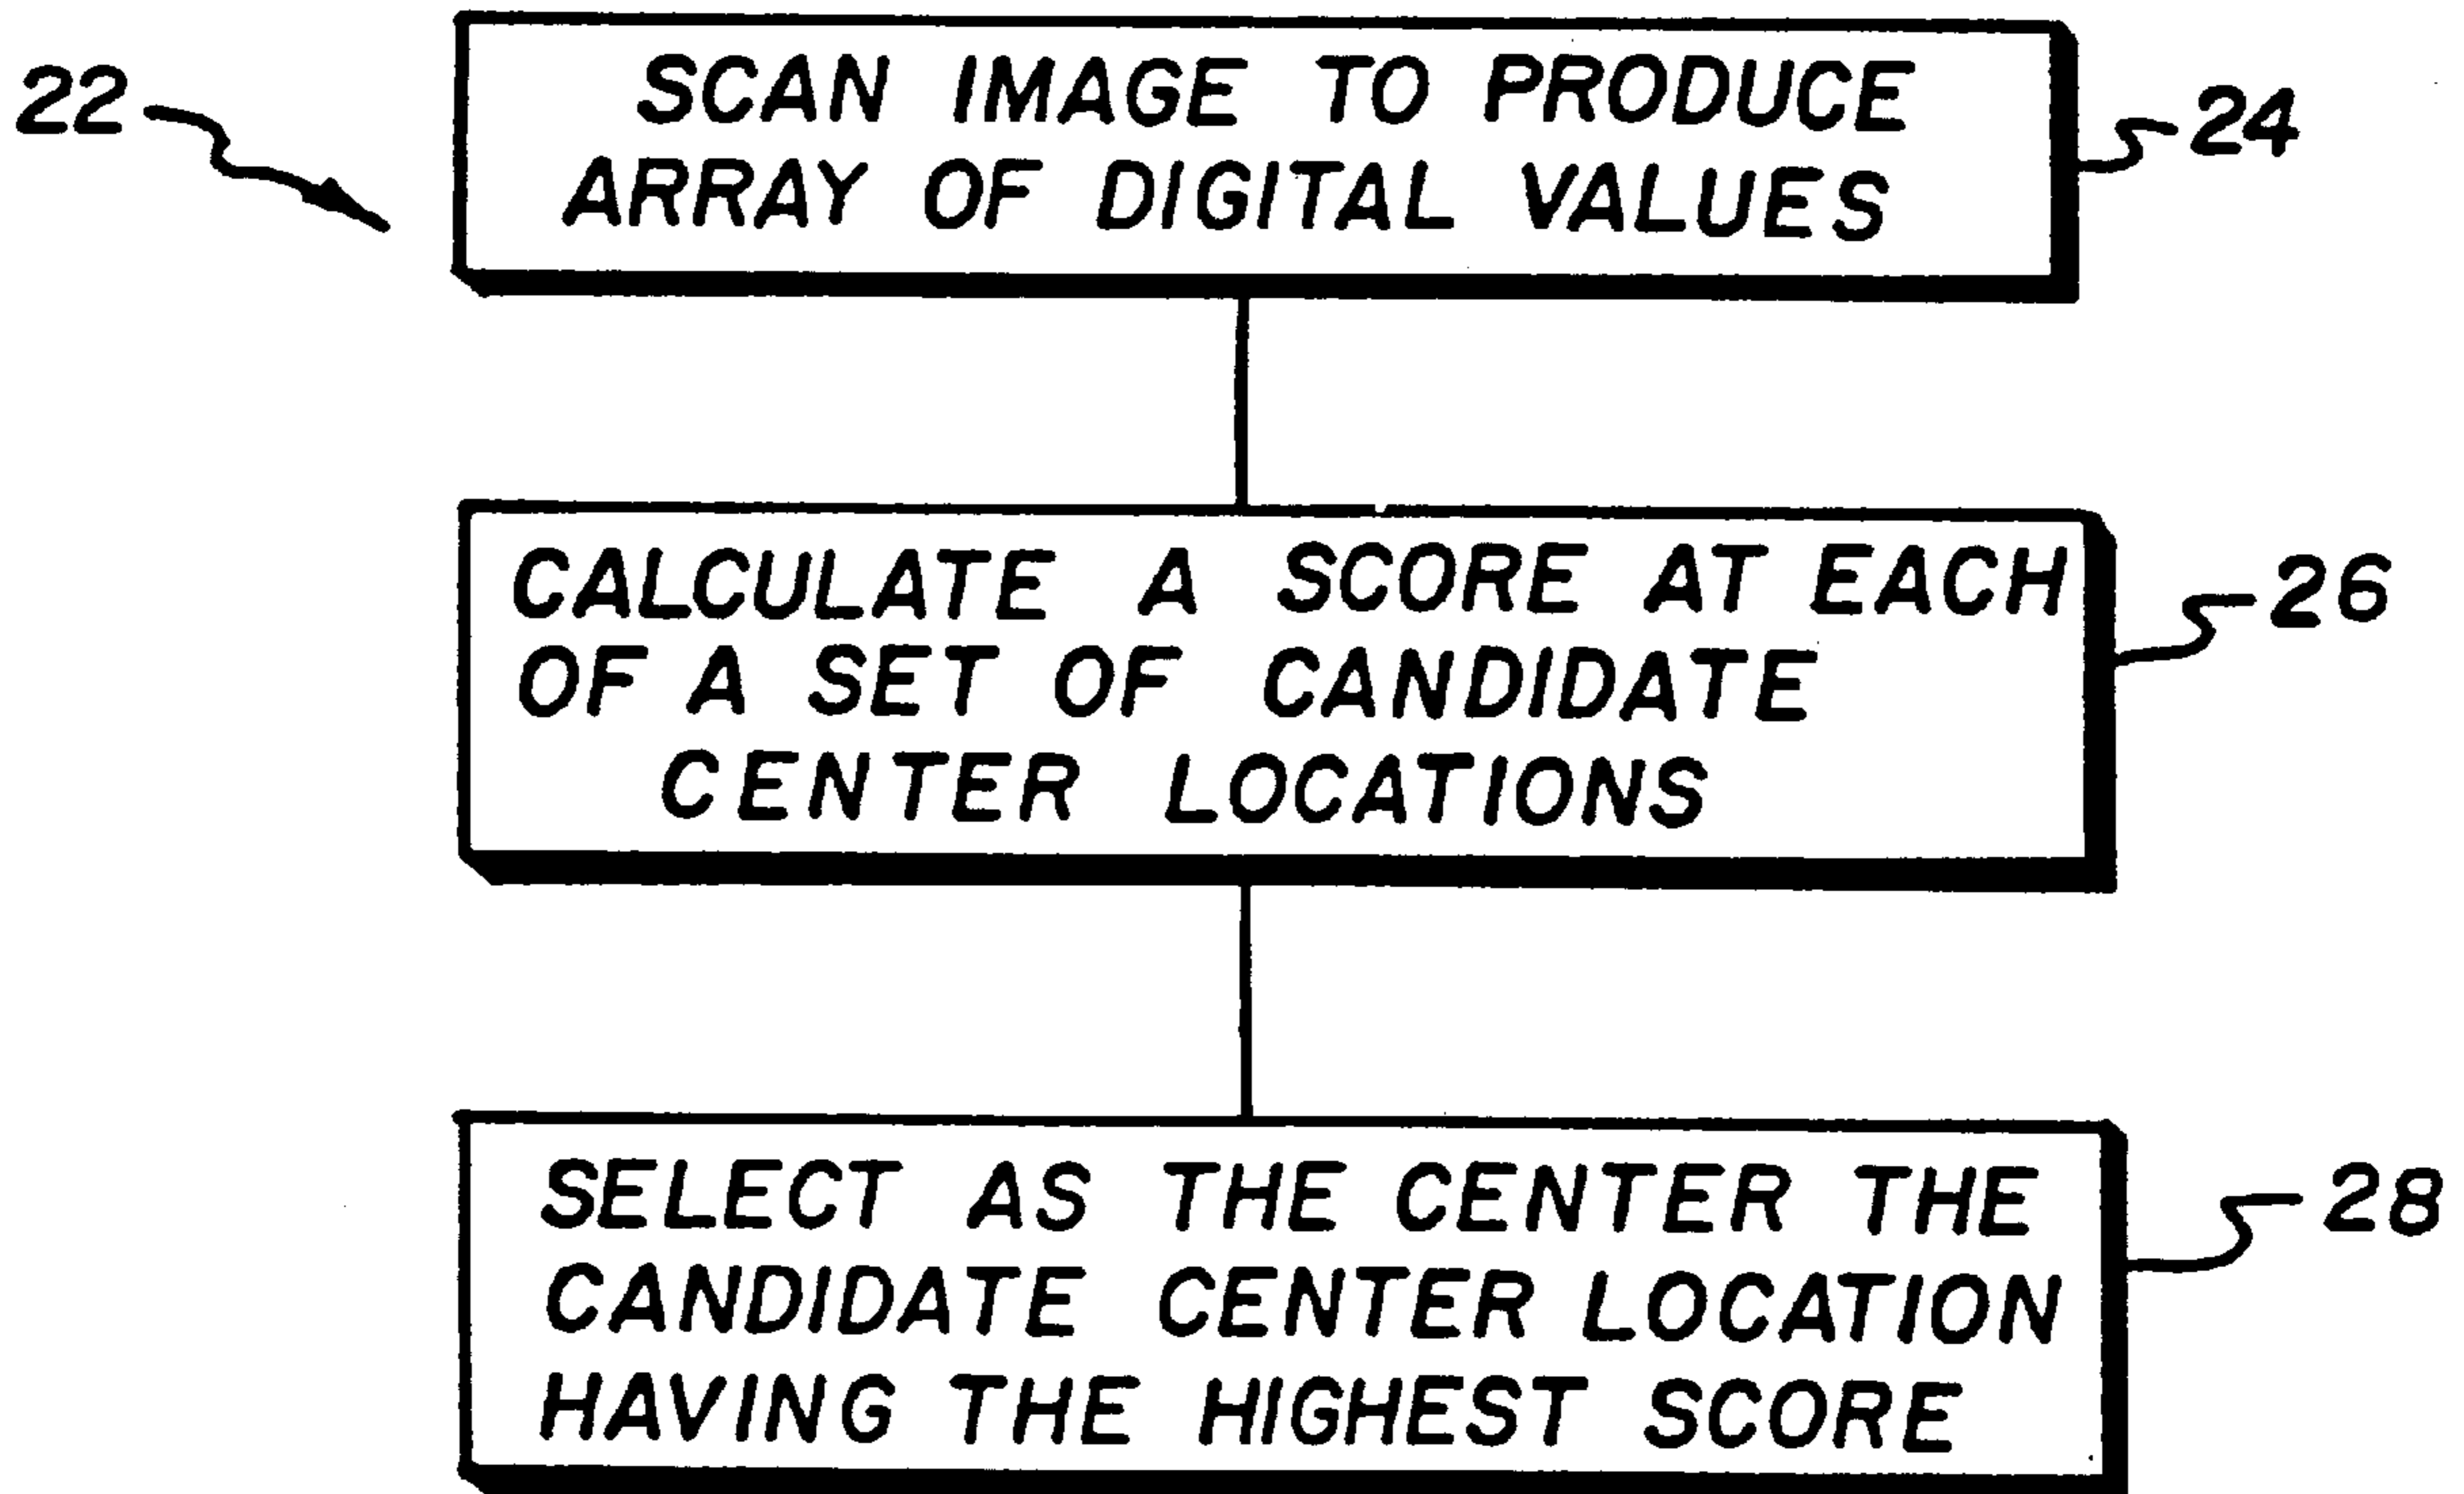 22
SCAN IMAGE TO PRODUCE
ARRAY OF DIGITAL VALUES
24
CALCULATE A SCORE AT EACH
OF A SET OF CANDIDATE
CENTER LOCATIONS
26
SELECT AS THE CENTER THE
CANDIDATE CENTER LOCATION
HAVING THE HIGHEST SCORE
28